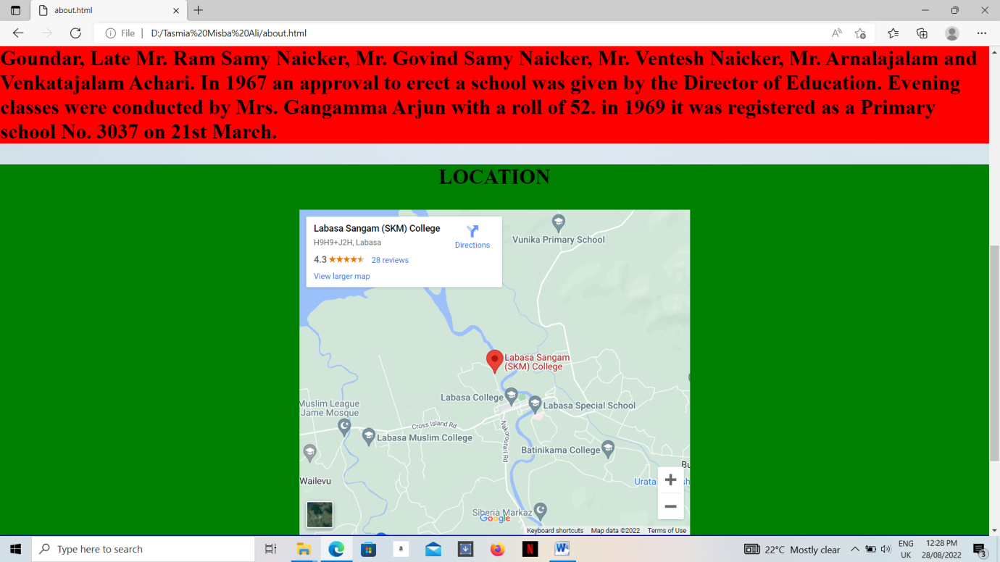 about.html
File
D:/Tasmia%20Misba%20Ali/about.html
Goundar, Late Mr. Ram Samy Naicker, Mr. Govind Samy Naicker, Mr. Ventesh Naicker, Mr. Arnalajalam and
Venkatajalam Achari. In 1967 an approval to erect a school was given by the Director of Education. Evening
classes were conducted by Mrs. Gangamma Arjun with a roll of 52. in 1969 it was registered as a Primary
school No. 3037 on 21st March.
LOCATION
Labasa Sangam (SKM) College
H9H9+J2H, Labasa
4.3
28 reviews
View larger map
Directions
Vunika Primary School
Labasa Sangam
(SKM) College
Labasa College
Labasa Special School
Muslim League
Jame Mosque
Cross Island Rd
Labasa Muslim College
Nakoroutari Rd
Batinikama College
Wailevu
Urata
Siberia Markaz
Google
Keyboard shortcuts
Map data ©2022
Terms of Use
Type here to search
22°C Mostly clear
ENG
UK
12:28 PM
28/08/2022
3